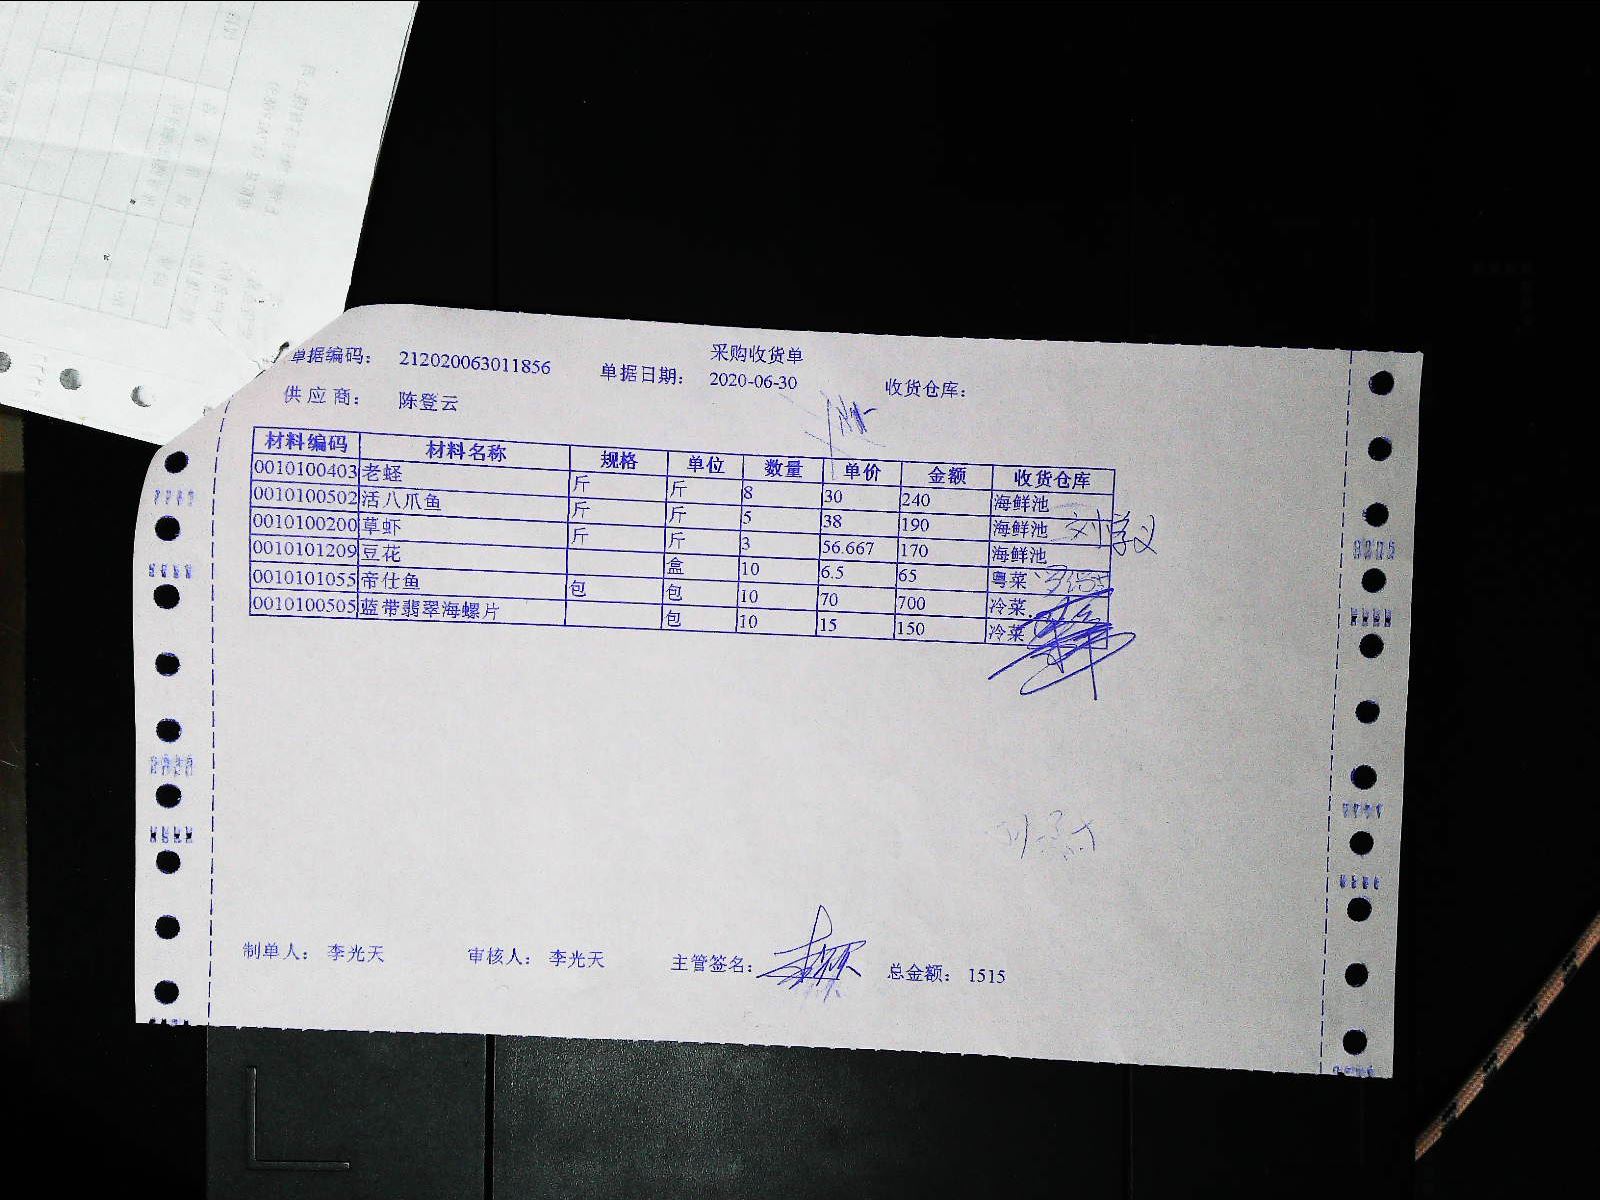 采购收货单
单据编码: 212020063011856 单据日期: 2020-06-30 收货仓库:
供应商: 陈登云
材料编码 材料名称 规格 单位 数量 单价 金额 收货仓库
0010100403 老蛏 斤 斤 8 30 240 海鲜池
0010100502 活八爪鱼 斤 斤 5 38 190 海鲜池
0010100200 草虾 斤 斤 3 56.667 170 海鲜池
0010101209 豆花 盒 10 6.5 65 粤菜
0010101055 帝仕鱼 包 包 10 70 700 冷菜
0010100505 蓝带翡翠海螺片 包 10 15 150 冷菜
制单人: 李光天 审核人: 李光天 主管签名: 总金额: 1515